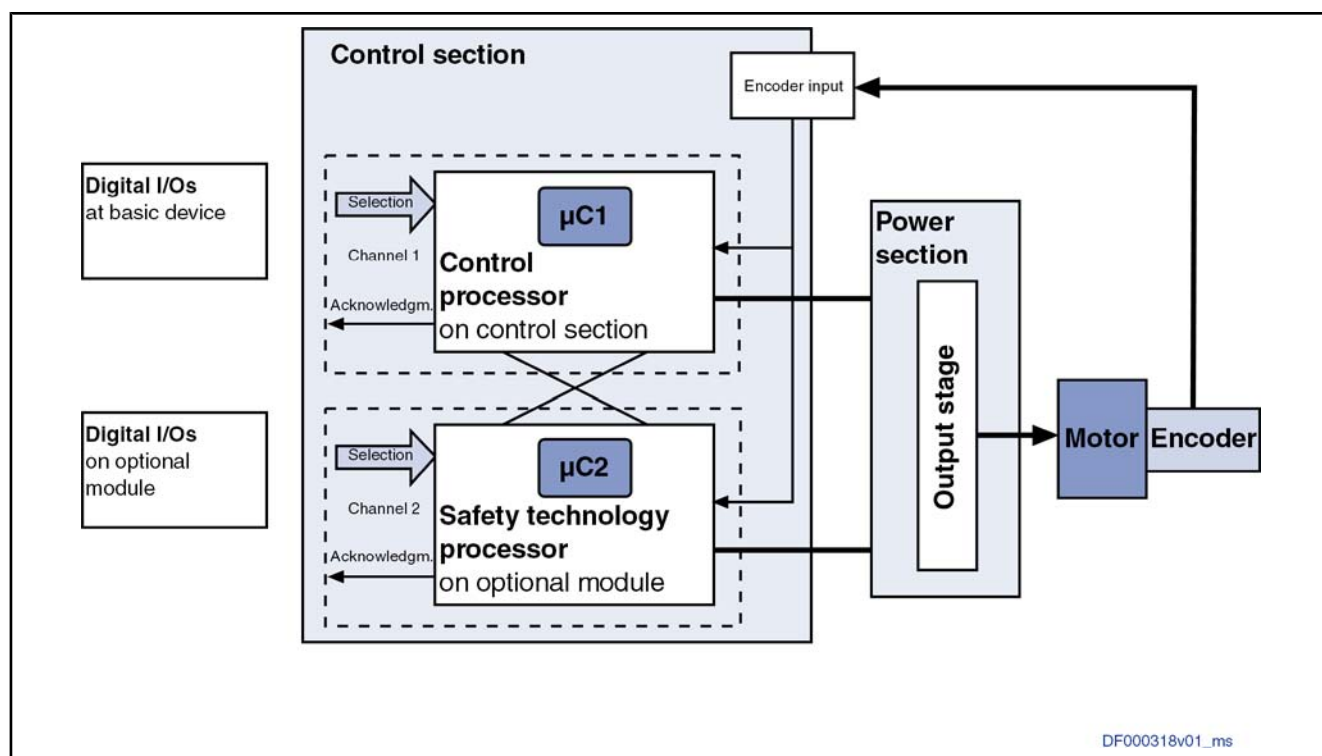 Control section
Encoder input
Digital I/Os
at basic device
Selection
µC1
Channel 1
Control
processor
on control section
Acknowledgm.
Power
section
Output stage
Motor
Encoder
Digital I/Os
on optional
module
Selection
µC2
Channel 2
Safety technology
processor
on optional module
Acknowledgm.
DF000318v01_ms